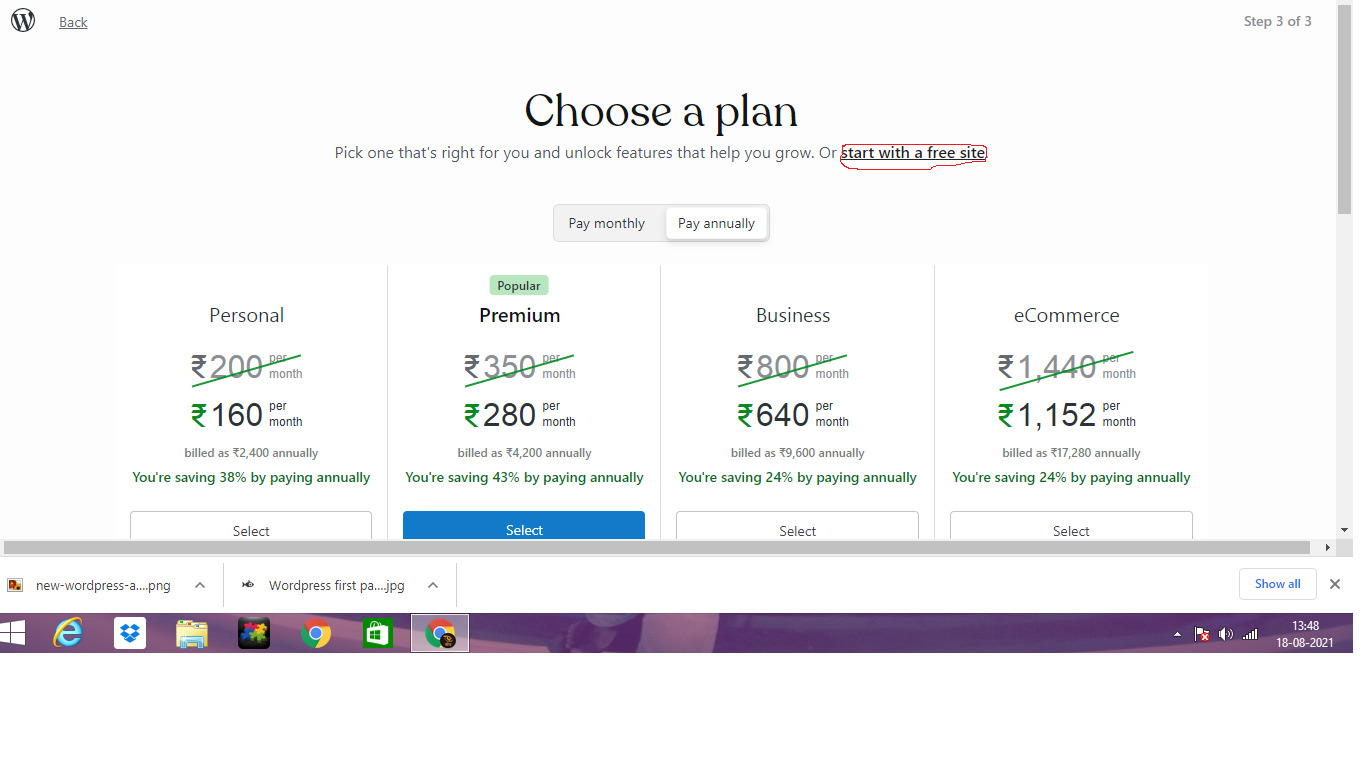 Back
Step 3 of 3
Choose a plan
Pick one that's right for you and unlock features that help you grow. Or start with a free site.
Pay monthly Pay annually
Popular
Personal Premium Business eCommerce
₹200 per month ₹350 per month ₹800 per month ₹1,440 per month
₹160 per month ₹280 per month ₹640 per month ₹1,152 per month
billed as ₹2,400 annually billed as ₹4,200 annually billed as ₹9,600 annually billed as ₹17,280 annually
You're saving 38% by paying annually You're saving 43% by paying annually You're saving 24% by paying annually You're saving 24% by paying annually
Select Select Select Select
new-wordpress-a....png Wordpress first pa....jpg Show all
13:48
18-08-2021